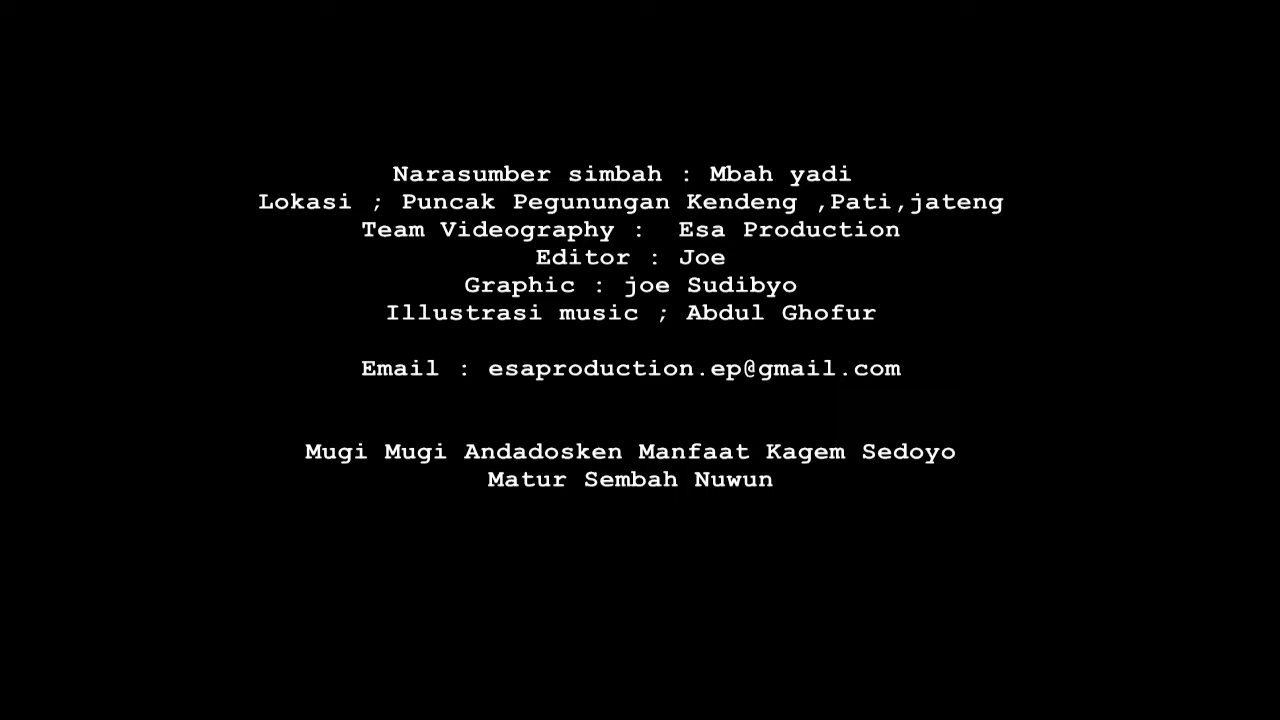 Narasumber simbah : Mbah yadi
Lokasi ; Puncak Pegunungan Kendeng ,Pati,jateng
Team Videography :  Esa Production
Editor : Joe
Graphic : joe Sudibyo
Illustrasi music ; Abdul Ghofur
Email : esaproduction.ep@gmail.com
Mugi Mugi Andadosken Manfaat Kagem Sedoyo
Matur Sembah Nuwun